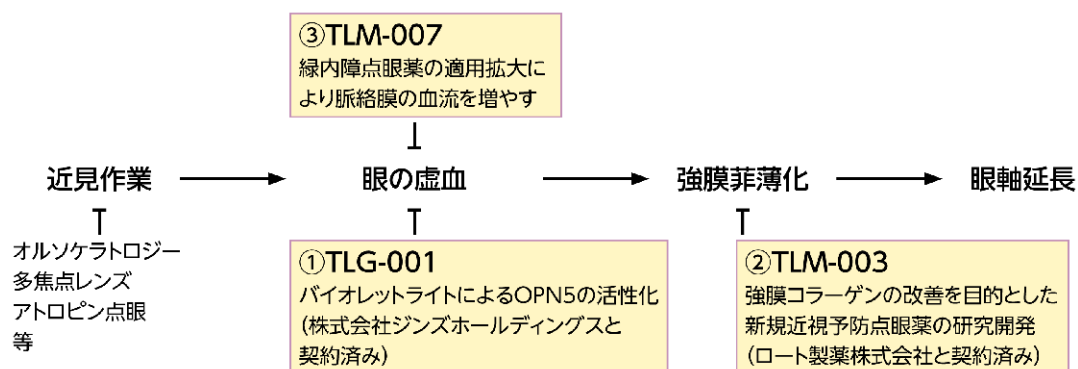 ③TLM-007
緑内障点眼薬の適用拡大に
より脈絡膜の血流を増やす
近見作業
眼の虚血
強膜菲薄化
眼軸延長
オルソケラトロジー
多焦点レンズ
アトロピン点眼
等
①TLG-001
バイオレットライトによるOPN5の活性化
(株式会社ジンズホールディングスと
契約済み)
②TLM-003
強膜コラーゲンの改善を目的とした
新規近視予防点眼薬の研究開発
(ロート製薬株式会社と契約済み)